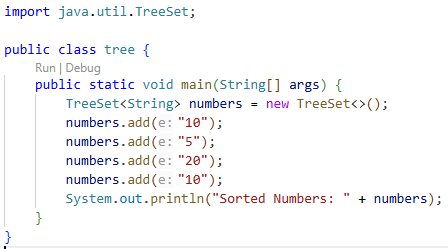 import java.util.TreeSet;
public class tree {
Run | Debug
public static void main(String[] args) {
TreeSet<String> numbers = new TreeSet<>();
numbers.add(e: "10");
numbers.add(e: "5");
numbers.add(e: "20");
numbers.add(e: "10");
System.out.println("Sorted Numbers: " + numbers);
}
}